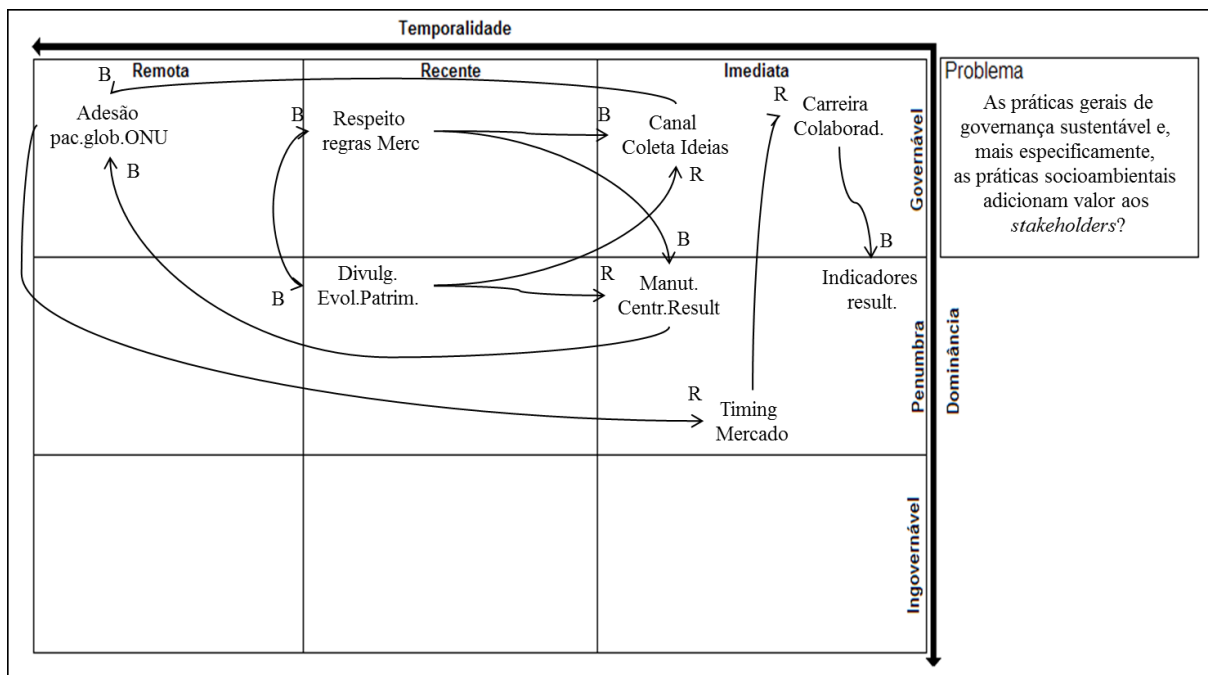 Temporalidade
Remota
Recente
Imediata
Problema
As práticas gerais de
governança sustentável e,
mais especificamente,
as práticas socioambientais
adicionam valor aos
stakeholders?
B
Adesão
pac.glob.ONU
B
B
Respeito
regras Merc
B
Canal
Coleta Ideias
R
R
Carreira
Colaborad.
Governável
B
Divulg.
Evol.Patrim.
R
B
Manut.
Centr.Result
B
Indicadores
result.
R
Timing
Mercado
Penumbra
Dominância
Ingovernável